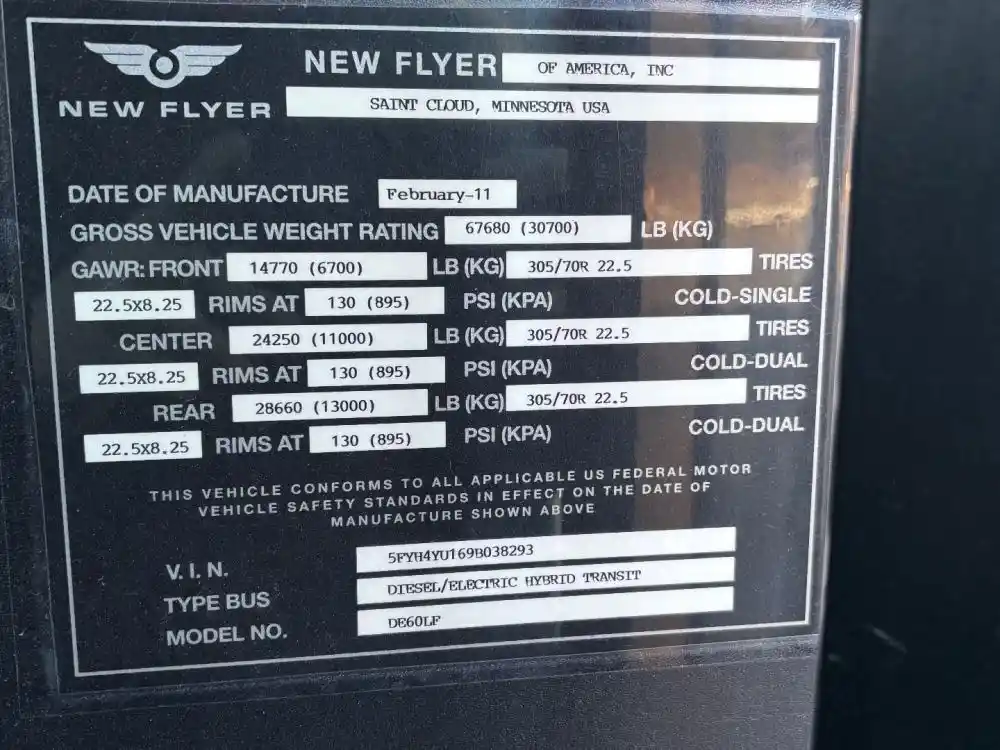 NEW FLYER
NEW FLYER OF AMERICA, INC
SAINT CLOUD, MINNESOTA USA
DATE OF MANUFACTURE February-11
GROSS VEHICLE WEIGHT RATING 67680 (30700) LB (KG)
GAWR: FRONT 14770 (6700) LB (KG) 305/70R 22.5 TIRES
22.5X8.25 RIMS AT 130 (895) PSI (KPA) COLD-SINGLE
CENTER 24250 (11000) LB (KG) 305/70R 22.5 TIRES
22.5X8.25 RIMS AT 130 (895) PSI (KPA) COLD-DUAL
REAR 28660 (13000) LB (KG) 305/70R 22.5 TIRES
22.5X8.25 RIMS AT 130 (895) PSI (KPA) COLD-DUAL
THIS VEHICLE CONFORMS TO ALL APPLICABLE US FEDERAL MOTOR
VEHICLE SAFETY STANDARDS IN EFFECT ON THE DATE OF
MANUFACTURE SHOWN ABOVE
V. I. N. 5FYH4YU169B038293
TYPE BUS DIESEL/ELECTRIC HYBRID TRANSIT
MODEL NO. DE60LF